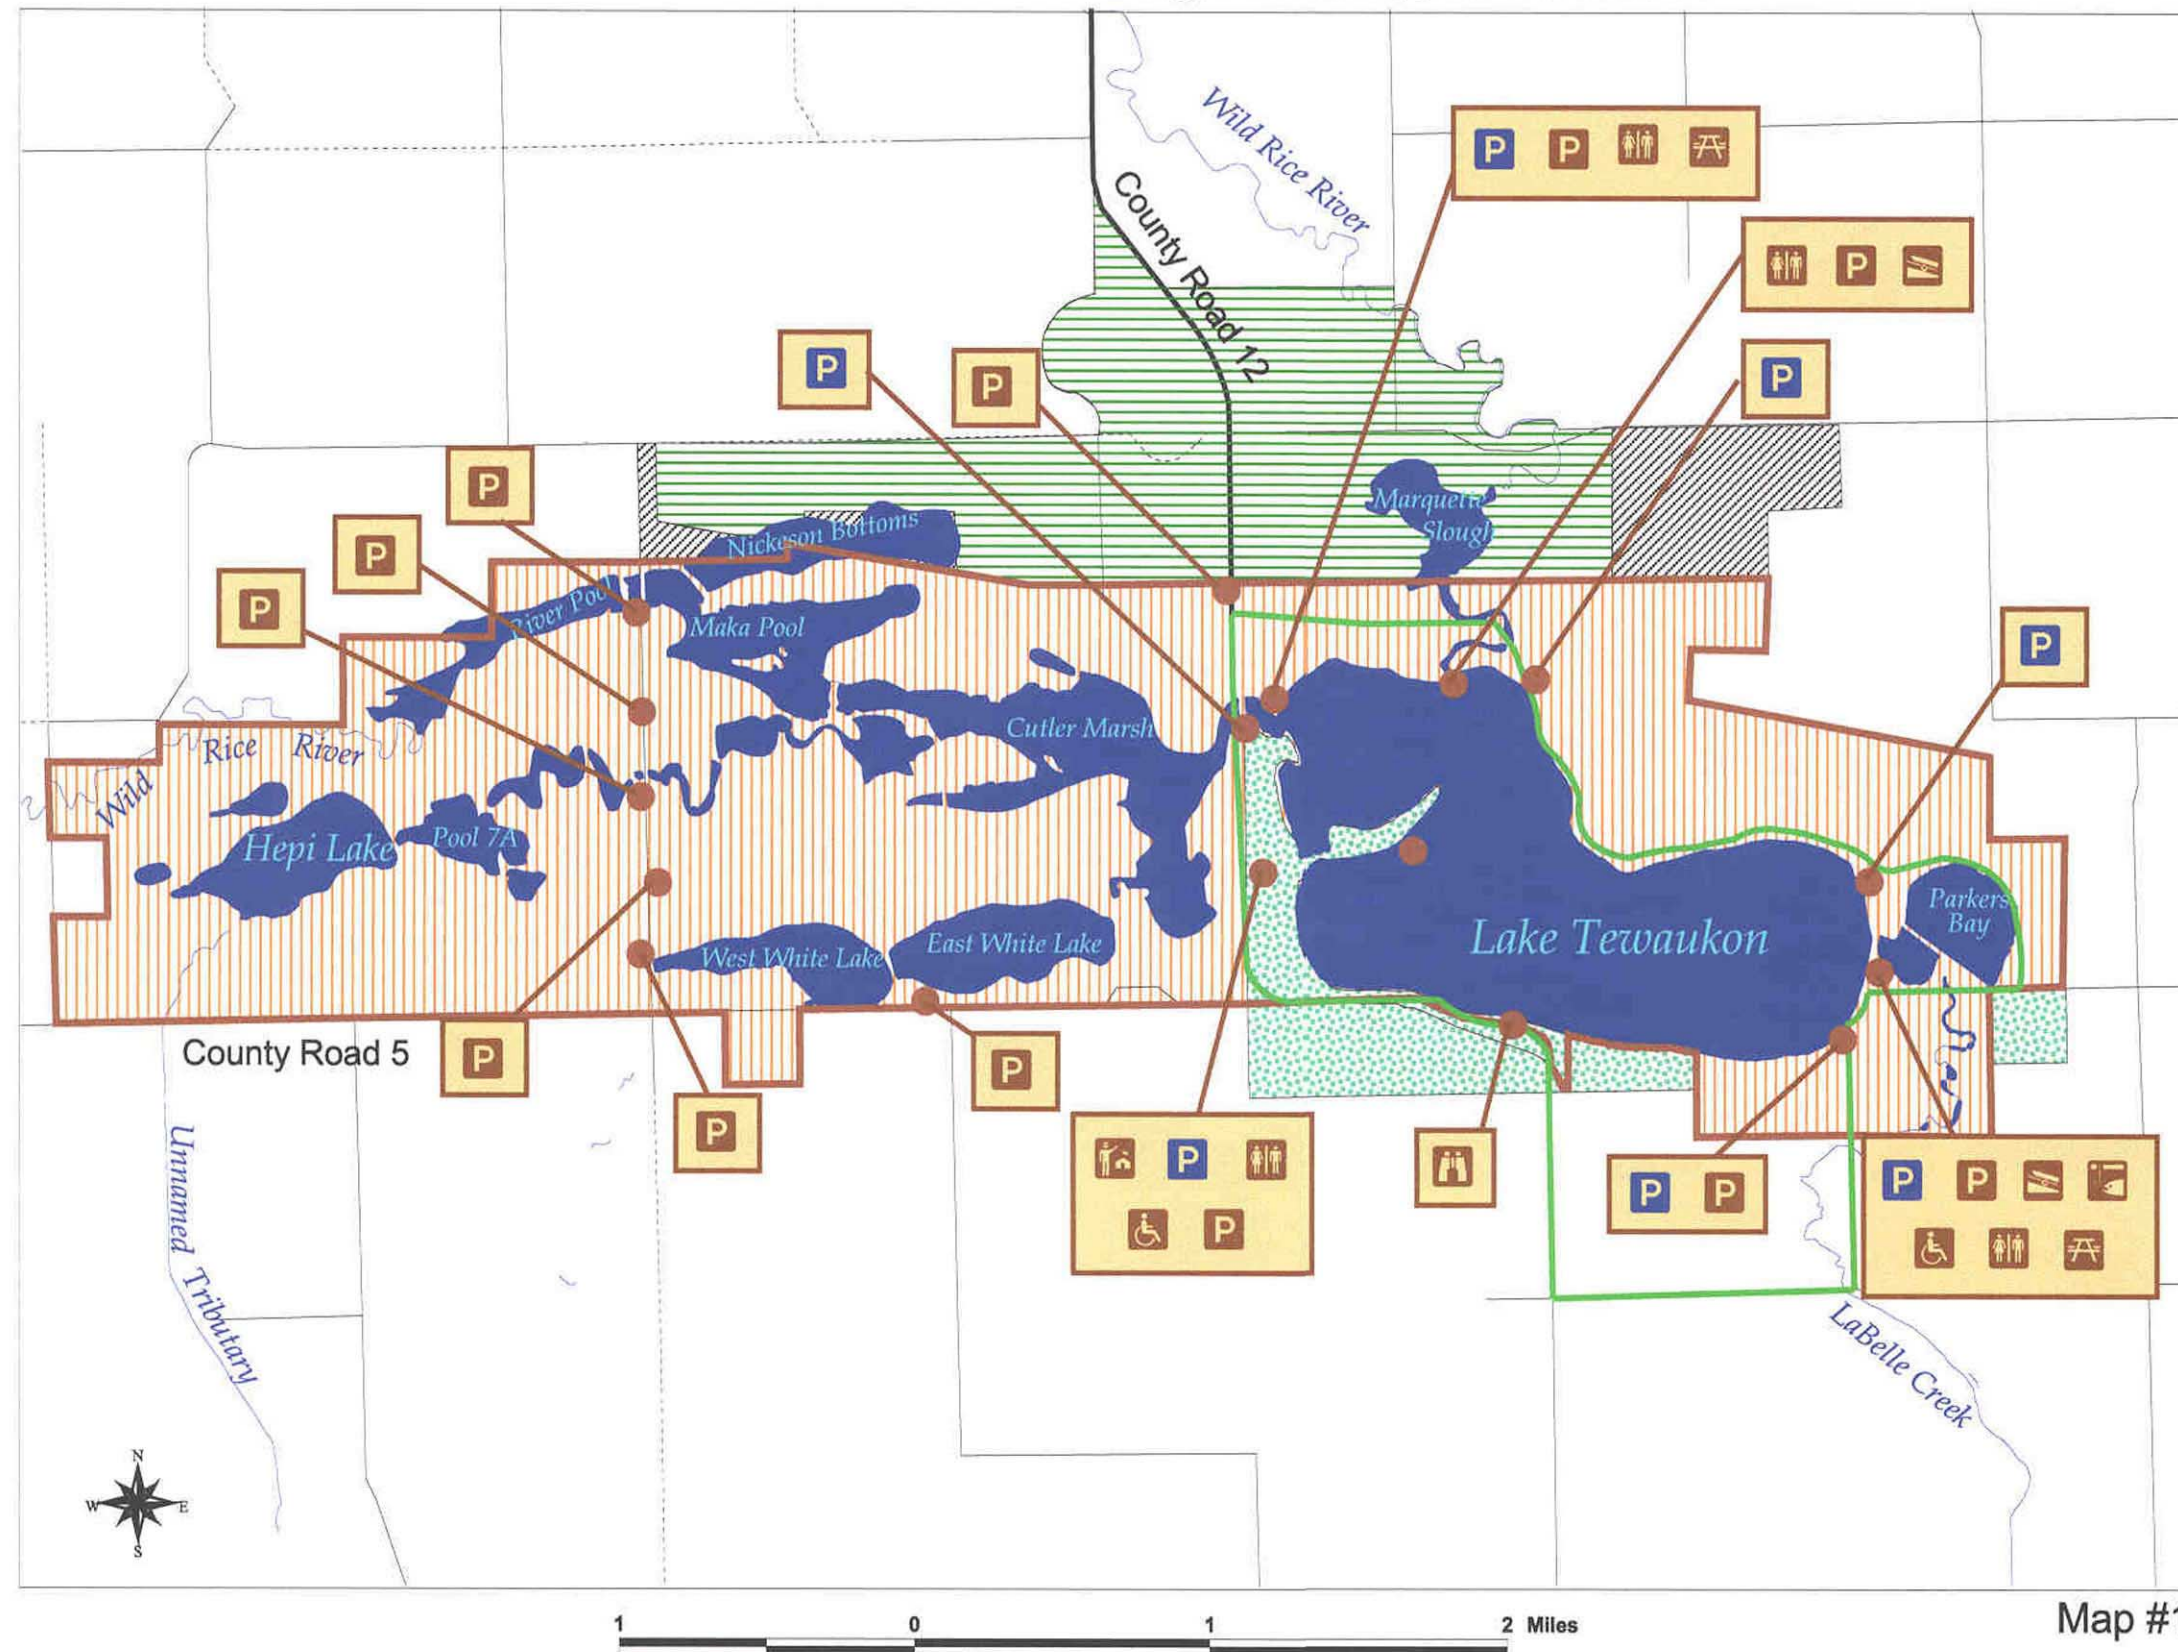 Wild Rice River
County Road 12
P P
P
P
P
P
P
P
P
P
Marquette
Slough
Nickeson Bottoms
River Pool
Maka Pool
Cutler Marsh
Wild Rice River
Hepi Lake
Pool 7A
Parkers
Bay
Lake Tewaukon
West White Lake
East White Lake
County Road 5
P
P
P
P
P
P P
P P
Unnamed Tributary
LaBelle Creek
N
W E
S
1 0 1 2 Miles
Map #